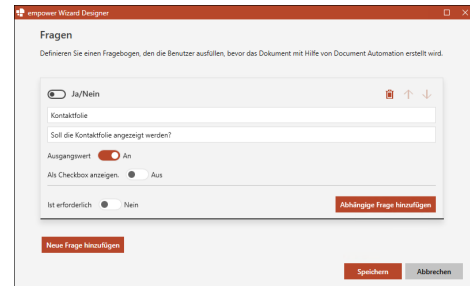 empower Wizard Designer
Fragen
Definieren Sie einen Fragebogen, den die Benutzer ausfüllen, bevor das Dokument mit Hilfe von Document Automation erstellt wird.
Ja/Nein
Kontaktfolie
Soll die Kontaktfolie angezeigt werden?
Ausgangswert An
Als Checkbox anzeigen. Aus
Ist erforderlich Nein Abhängige Frage hinzufügen
Neue Frage hinzufügen
Speichern Abbrechen